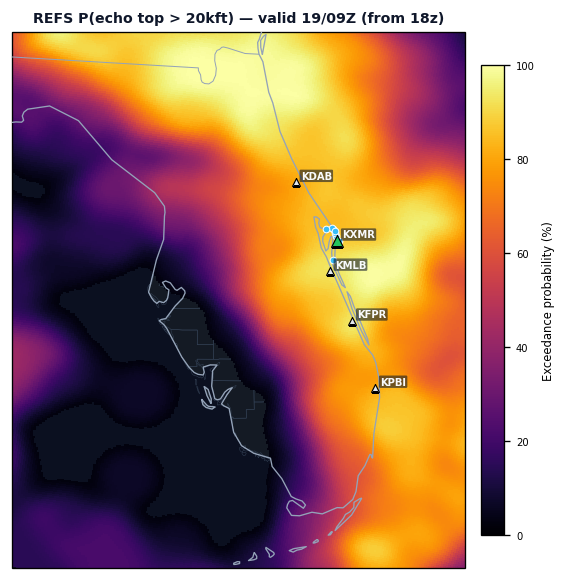 REFS P(echo top > 20kft) — valid 19/09Z (from 18z)
KDAB
KXMR
KMLB
KFPR
KPBI
100
80
60
40
20
0
Exceedance probability (%)